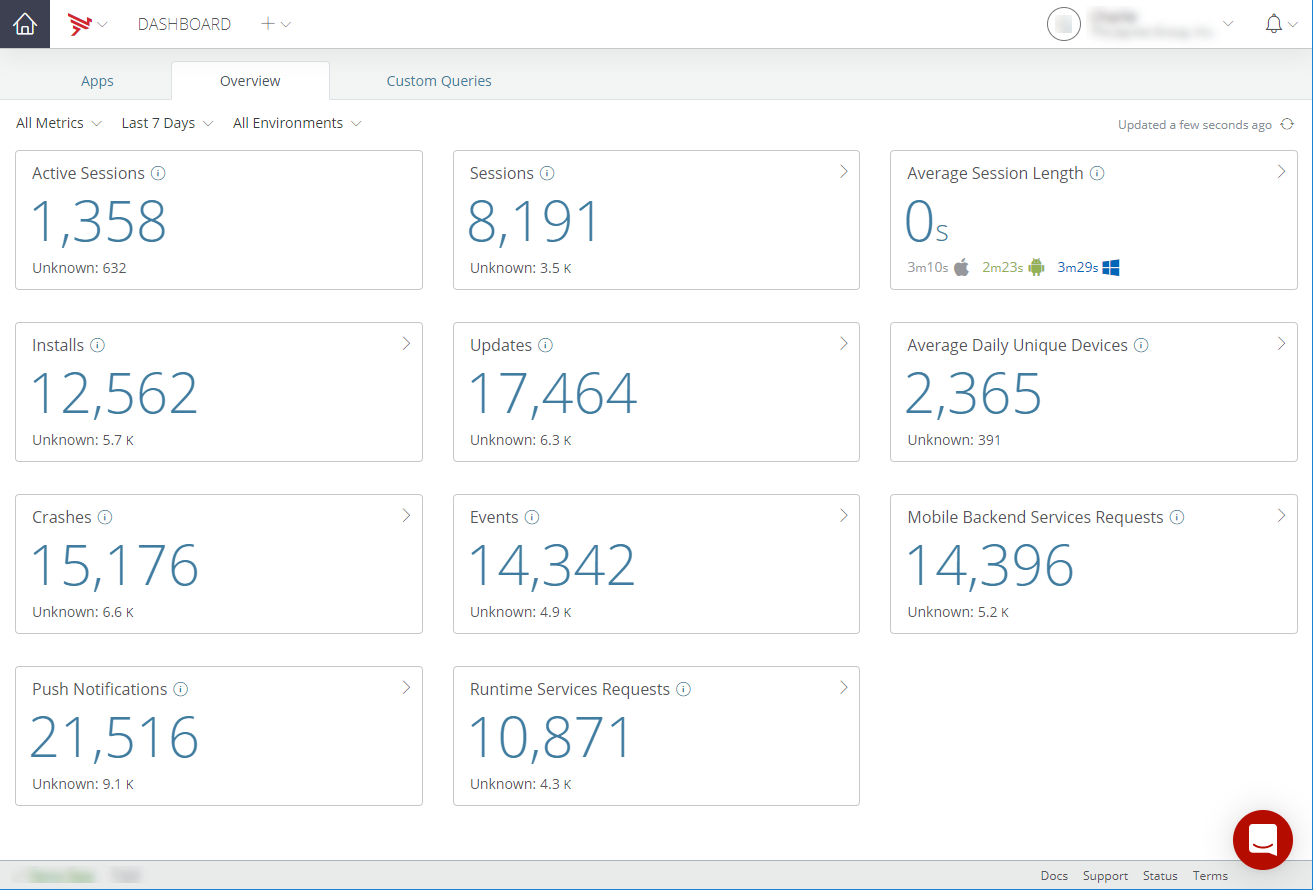 DASHBOARD
Apps Overview Custom Queries
All Metrics Last 7 Days All Environments Updated a few seconds ago
Active Sessions
1,358
Unknown: 632
Sessions
8,191
Unknown: 3.5 K
Average Session Length
0s
3m10s 2m23s 3m29s
Installs
12,562
Unknown: 5.7 K
Updates
17,464
Unknown: 6.3 K
Average Daily Unique Devices
2,365
Unknown: 391
Crashes
15,176
Unknown: 6.6 K
Events
14,342
Unknown: 4.9 K
Mobile Backend Services Requests
14,396
Unknown: 5.2 K
Push Notifications
21,516
Unknown: 9.1 K
Runtime Services Requests
10,871
Unknown: 4.3 K
Docs Support Status Terms